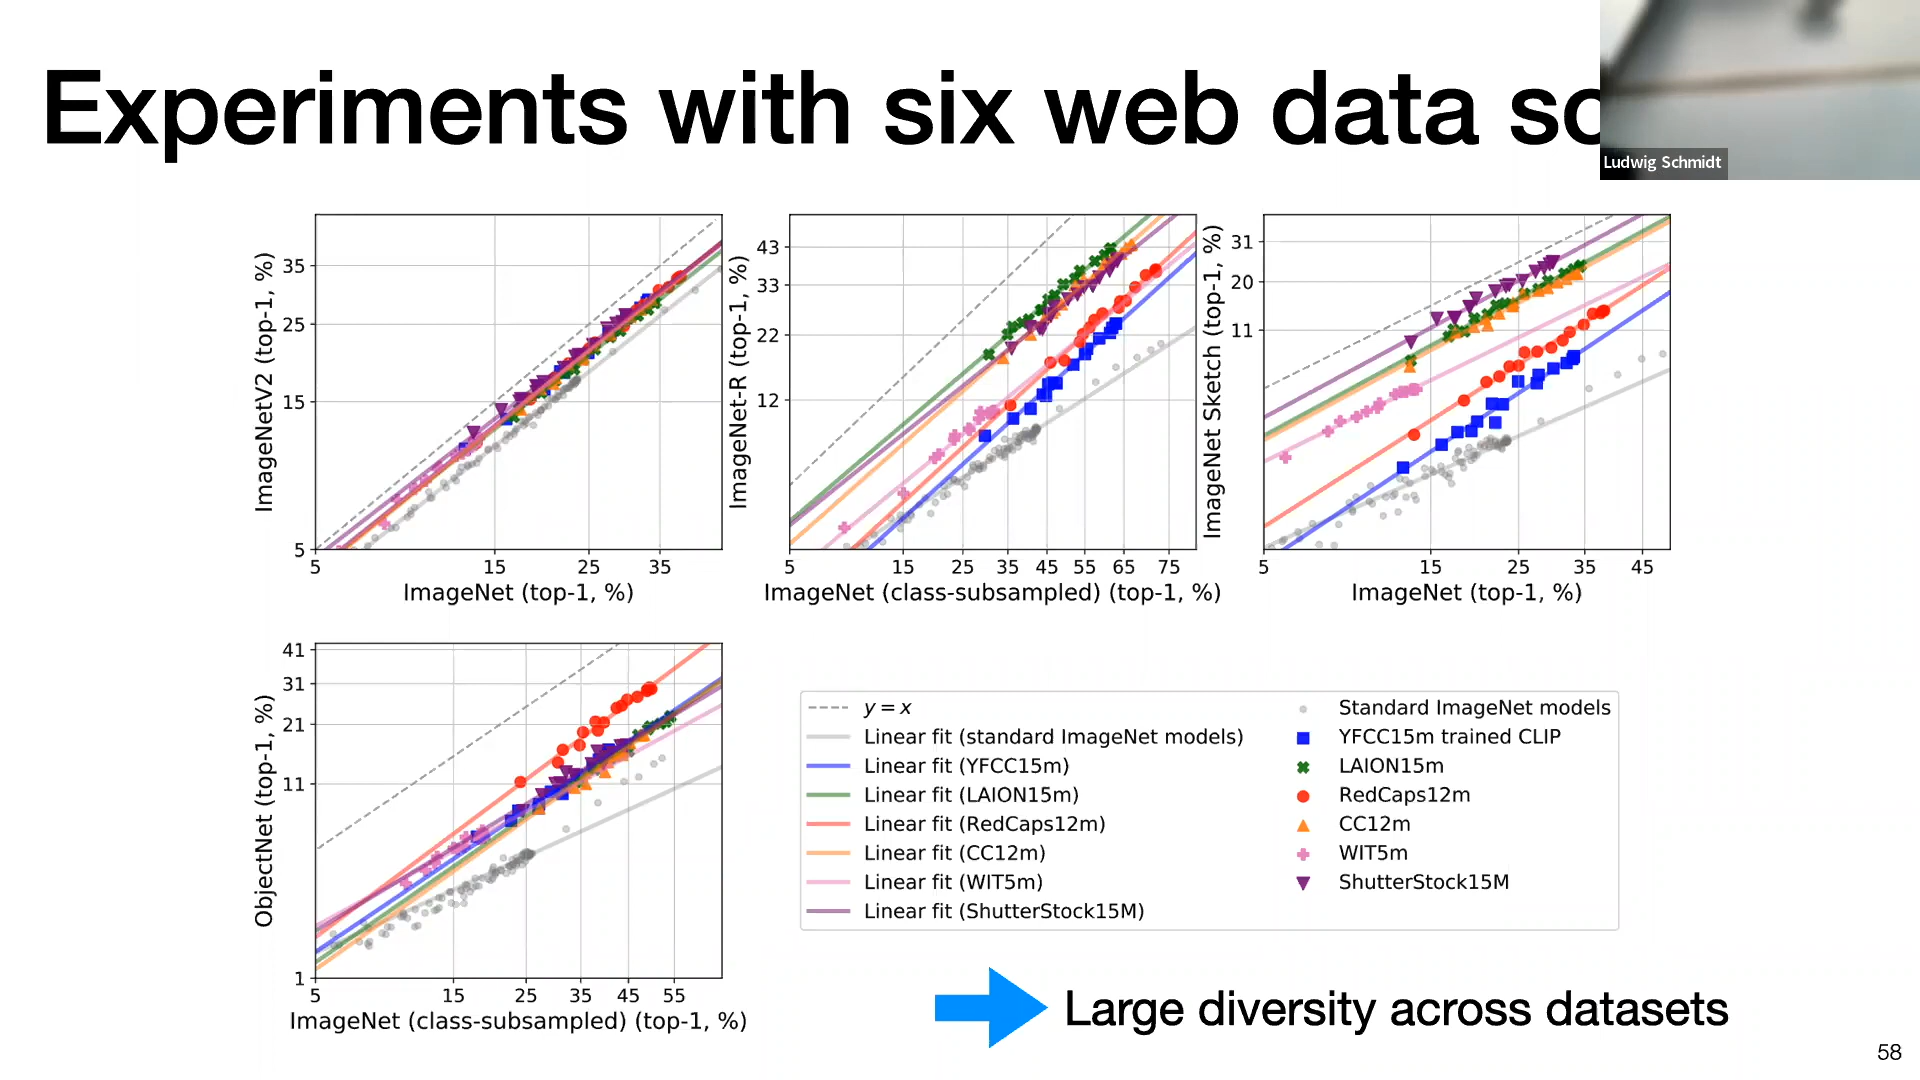 Experiments with six web data
Ludwig Schmidt
ImageNetV2 (top-1, %)
35
25
15
5
5 15 25 35
ImageNet (top-1, %)
ImageNet-R (top-1, %)
43
33
22
12
5 15 25 35 45 55 65 75
ImageNet (class-subsampled) (top-1, %)
ImageNet Sketch (top-1, %)
31
20
11
5 15 25 35 45
ImageNet (top-1, %)
ObjectNet (top-1, %)
41
31
21
11
1
5 15 25 35 45 55
ImageNet (class-subsampled) (top-1, %)
y = x
Linear fit (standard ImageNet models)
Linear fit (YFCC15m)
Linear fit (LAION15m)
Linear fit (RedCaps12m)
Linear fit (CC12m)
Linear fit (WIT5m)
Linear fit (ShutterStock15M)
Standard ImageNet models
YFCC15m trained CLIP
LAION15m
RedCaps12m
CC12m
WIT5m
ShutterStock15M
Large diversity across datasets
58